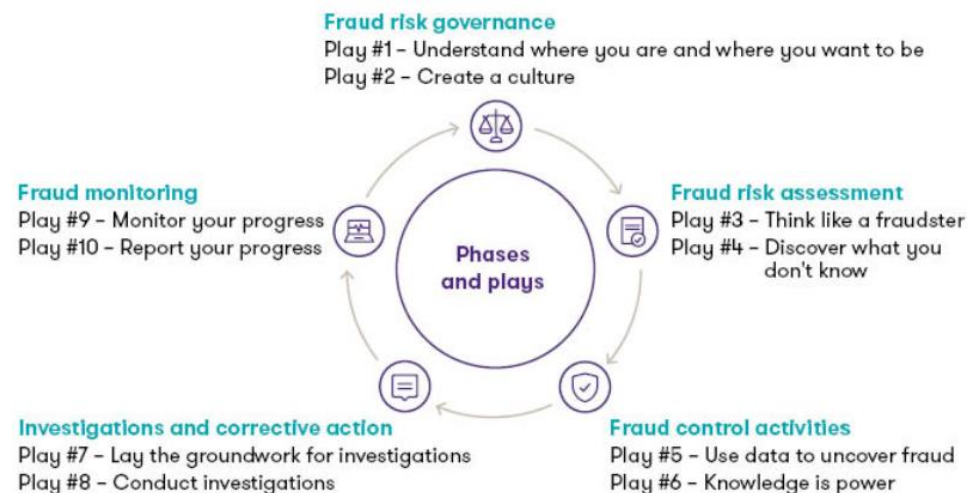 Fraud risk governance
Play #1 – Understand where you are and where you want to be
Play #2 – Create a culture
Fraud monitoring
Play #9 – Monitor your progress
Play #10 – Report your progress
Fraud risk assessment
Play #3 – Think like a fraudster
Play #4 – Discover what you
don't know
Phases
and plays
Investigations and corrective action
Play #7 – Lay the groundwork for investigations
Play #8 – Conduct investigations
Fraud control activities
Play #5 – Use data to uncover fraud
Play #6 – Knowledge is power